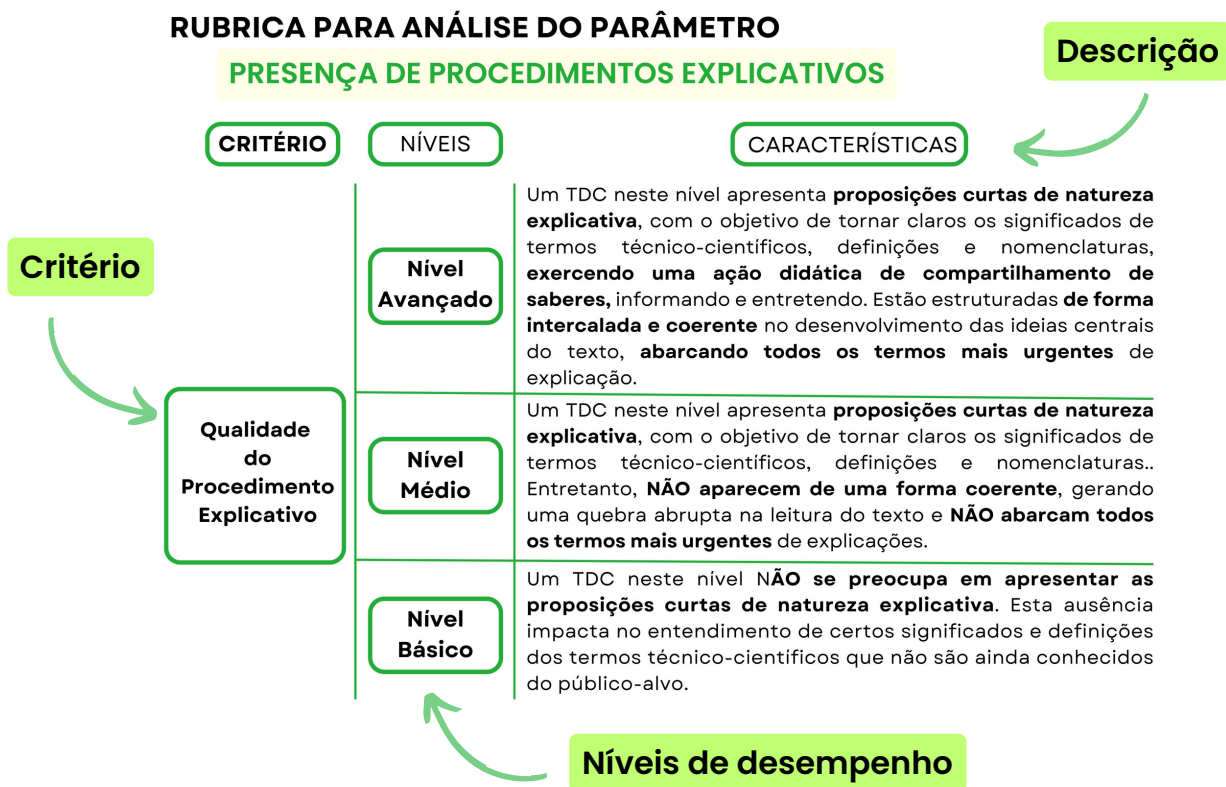 RUBRICA PARA ANÁLISE DO PARÂMETRO
PRESENÇA DE PROCEDIMENTOS EXPLICATIVOS
Descrição
CRITÉRIO
NÍVEIS
CARACTERÍSTICAS
Critério
Qualidade
do
Procedimento
Explicativo
Nível
Avançado
Um TDC neste nível apresenta proposições curtas de natureza
explicativa, com o objetivo de tornar claros os significados de
termos técnico-científicos, definições e nomenclaturas,
exercendo uma ação didática de compartilhamento de
saberes, informando e entretendo. Estão estruturadas de forma
intercalada e coerente no desenvolvimento das ideias centrais
do texto, abarcando todos os termos mais urgentes de
explicação.
Nível
Médio
Um TDC neste nível apresenta proposições curtas de natureza
explicativa, com o objetivo de tornar claros os significados de
termos técnico-científicos, definições e nomenclaturas..
Entretanto, NÃO aparecem de uma forma coerente, gerando
uma quebra abrupta na leitura do texto e NÃO abarcam todos
os termos mais urgentes de explicações.
Nível
Básico
Um TDC neste nível NÃO se preocupa em apresentar as
proposições curtas de natureza explicativa. Esta ausência
impacta no entendimento de certos significados e definições
dos termos técnico-científicos que não são ainda conhecidos
do público-alvo.
Níveis de desempenho